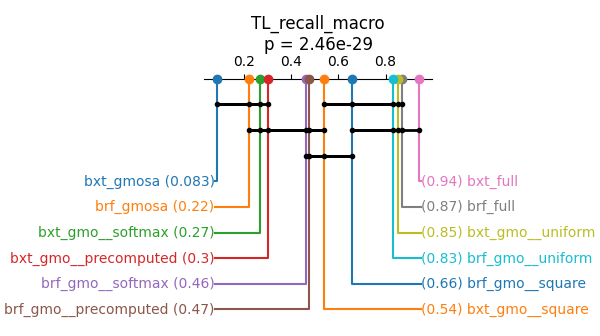 TL_recall_macro
p = 2.46e-29
0.2 0.4 0.6 0.8
bxt_gmosa (0.083)
(0.94) bxt_full
brf_gmosa (0.22)
(0.87) brf_full
bxt_gmo__softmax (0.27)
(0.85) bxt_gmo__uniform
bxt_gmo__precomputed (0.3)
(0.83) brf_gmo__uniform
brf_gmo__softmax (0.46)
(0.66) brf_gmo__square
brf_gmo__precomputed (0.47)
(0.54) bxt_gmo__square